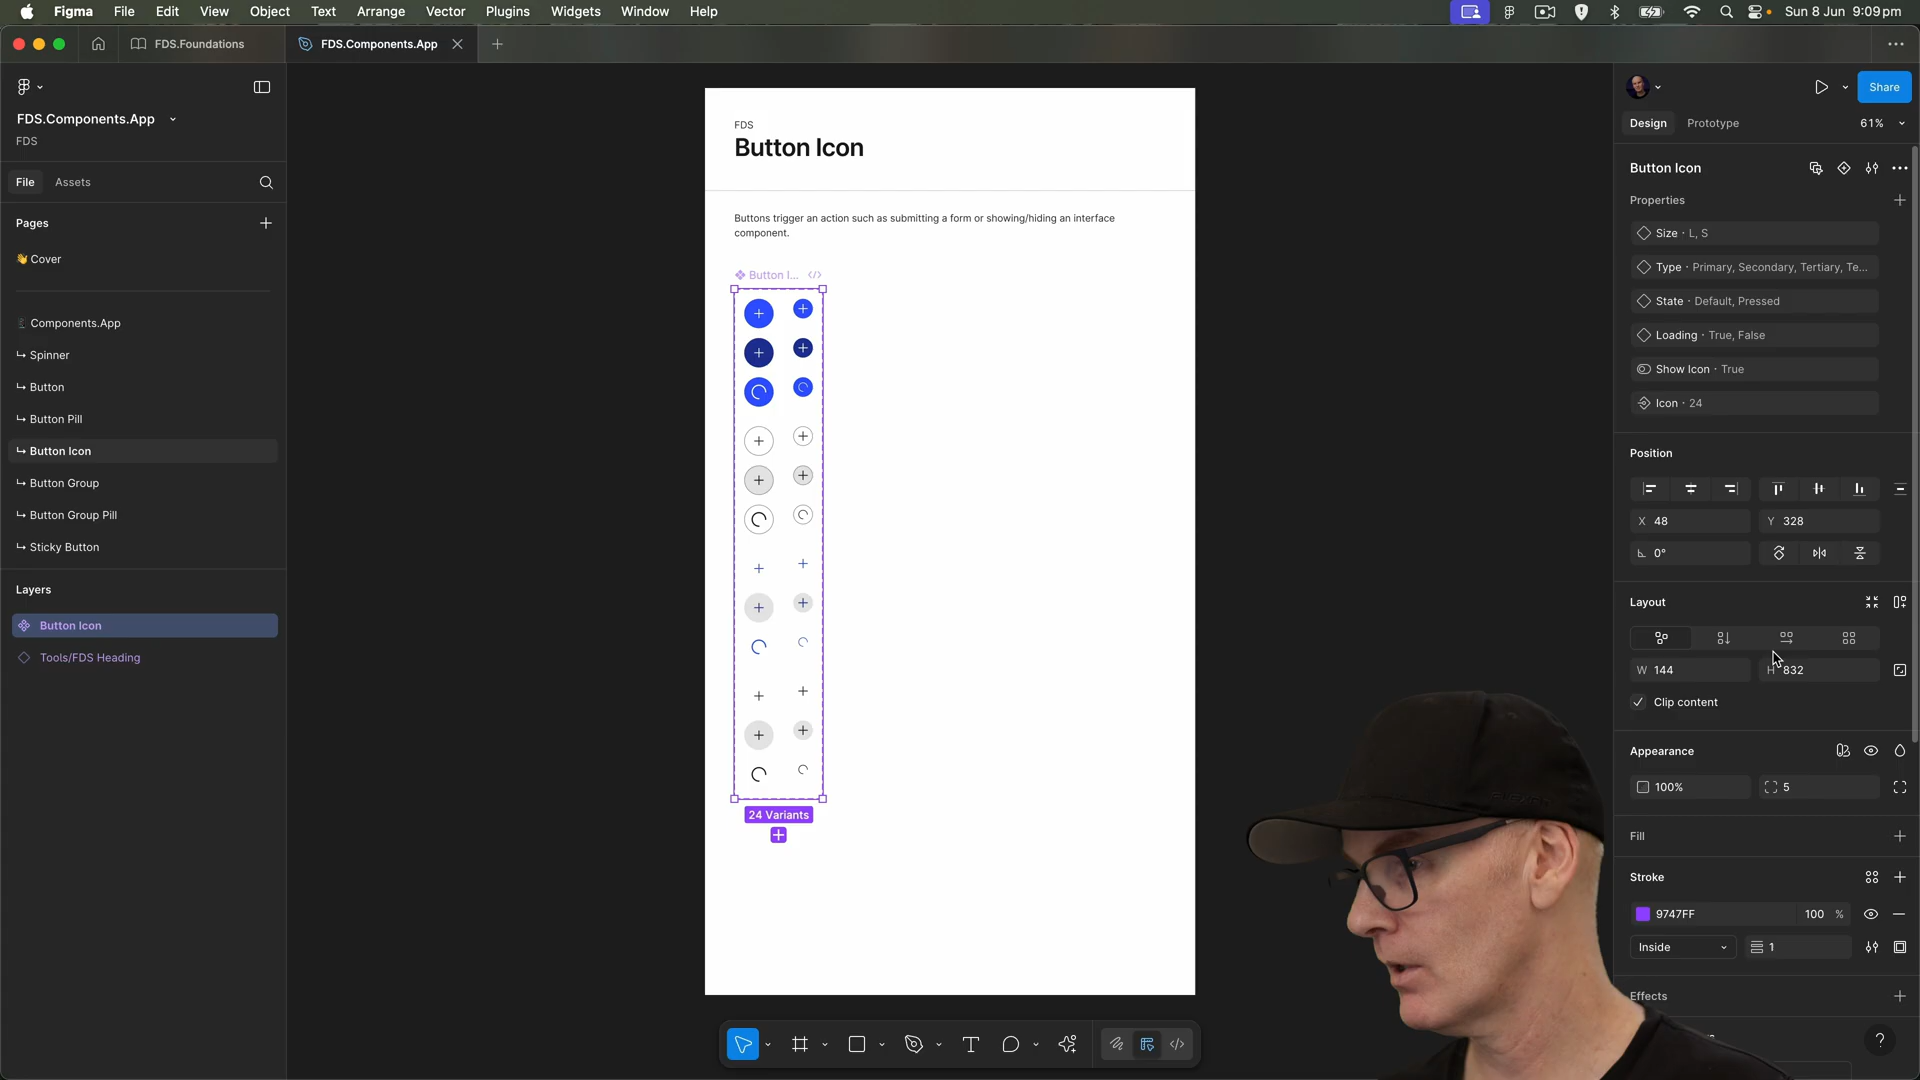 Figma File Edit View Object Text Arrange Vector Plugins Widgets Window Help
Sun 8 Jun 9:09 pm
FDS.Foundations
FDS.Components.App
FDS.Components.App
FDS
File Assets
Pages
👋 Cover
Components.App
↳ Spinner
↳ Button
↳ Button Pill
↳ Button Icon
↳ Button Group
↳ Button Group Pill
↳ Sticky Button
Layers
Button Icon
Tools/FDS Heading
FDS
Button Icon
Buttons trigger an action such as submitting a form or showing/hiding an interface
component.
Button I...
24 Variants
Share
Design Prototype 61%
Button Icon
Properties
Size · L, S
Type · Primary, Secondary, Tertiary, Te...
State · Default, Pressed
Loading · True, False
Show Icon · True
Icon · 24
Position
X 48 Y 328
0°
Layout
W 144 H 832
Clip content
Appearance
100% 5
Fill
Stroke
9747FF 100 %
Inside 1
Effects
?